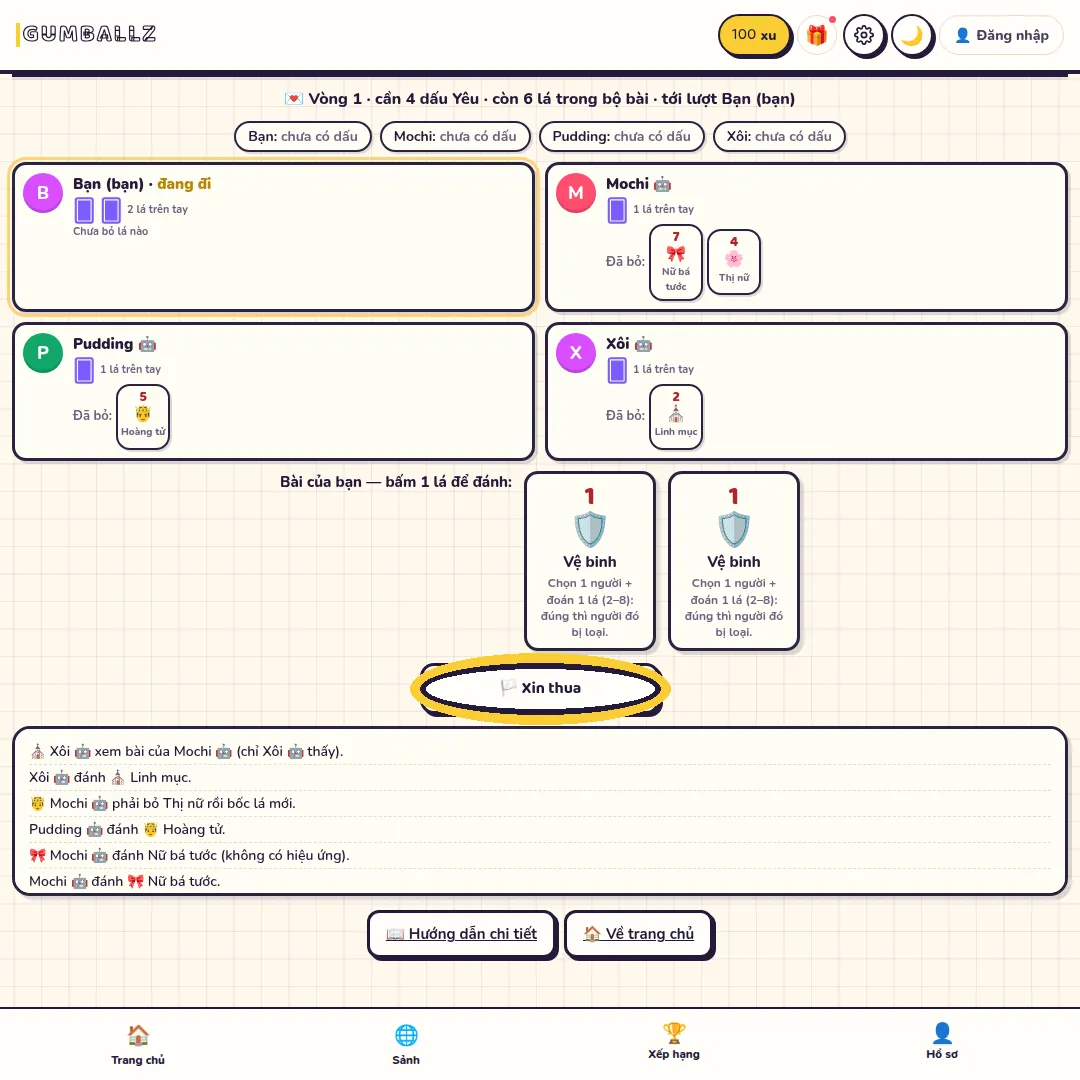 GUMBALLZ
100 xu
Đăng nhập
Vòng 1 · cần 4 dấu Yêu · còn 6 lá trong bộ bài · tới lượt Bạn (bạn)
Bạn: chưa có dấu
Mochi: chưa có dấu
Pudding: chưa có dấu
Xôi: chưa có dấu
B
Bạn (bạn) · đang đi
2 lá trên tay
Chưa bỏ lá nào
M
Mochi
1 lá trên tay
Đã bỏ:
7
Nữ bá
tước
4
Thị nữ
P
Pudding
1 lá trên tay
Đã bỏ:
5
Hoàng tử
X
Xôi
1 lá trên tay
Đã bỏ:
2
Linh mục
Bài của bạn — bấm 1 lá để đánh:
1
Vệ binh
Chọn 1 người +
đoán 1 lá (2–8):
đúng thì người đó
bị loại.
1
Vệ binh
Chọn 1 người +
đoán 1 lá (2–8):
đúng thì người đó
bị loại.
Xin thua
Xôi xem bài của Mochi (chỉ Xôi thấy).
Xôi đánh Linh mục.
Mochi phải bỏ Thị nữ rồi bốc lá mới.
Pudding đánh Hoàng tử.
Mochi đánh Nữ bá tước (không có hiệu ứng).
Mochi đánh Nữ bá tước.
Hướng dẫn chi tiết
Về trang chủ
Trang chủ
Sảnh
Xếp hạng
Hồ sơ